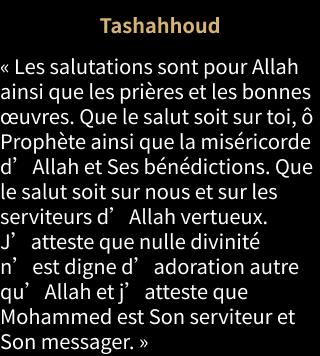 Tashahhoud
« Les salutations sont pour Allah
ainsi que les prières et les bonnes
œuvres. Que le salut soit sur toi, ô
Prophète ainsi que la miséricorde
d’Allah et Ses bénédictions. Que
le salut soit sur nous et sur les
serviteurs d’Allah vertueux.
J’atteste que nulle divinité
n’est digne d’adoration autre
qu’Allah et j’atteste que
Mohammed est Son serviteur et
Son messager. »